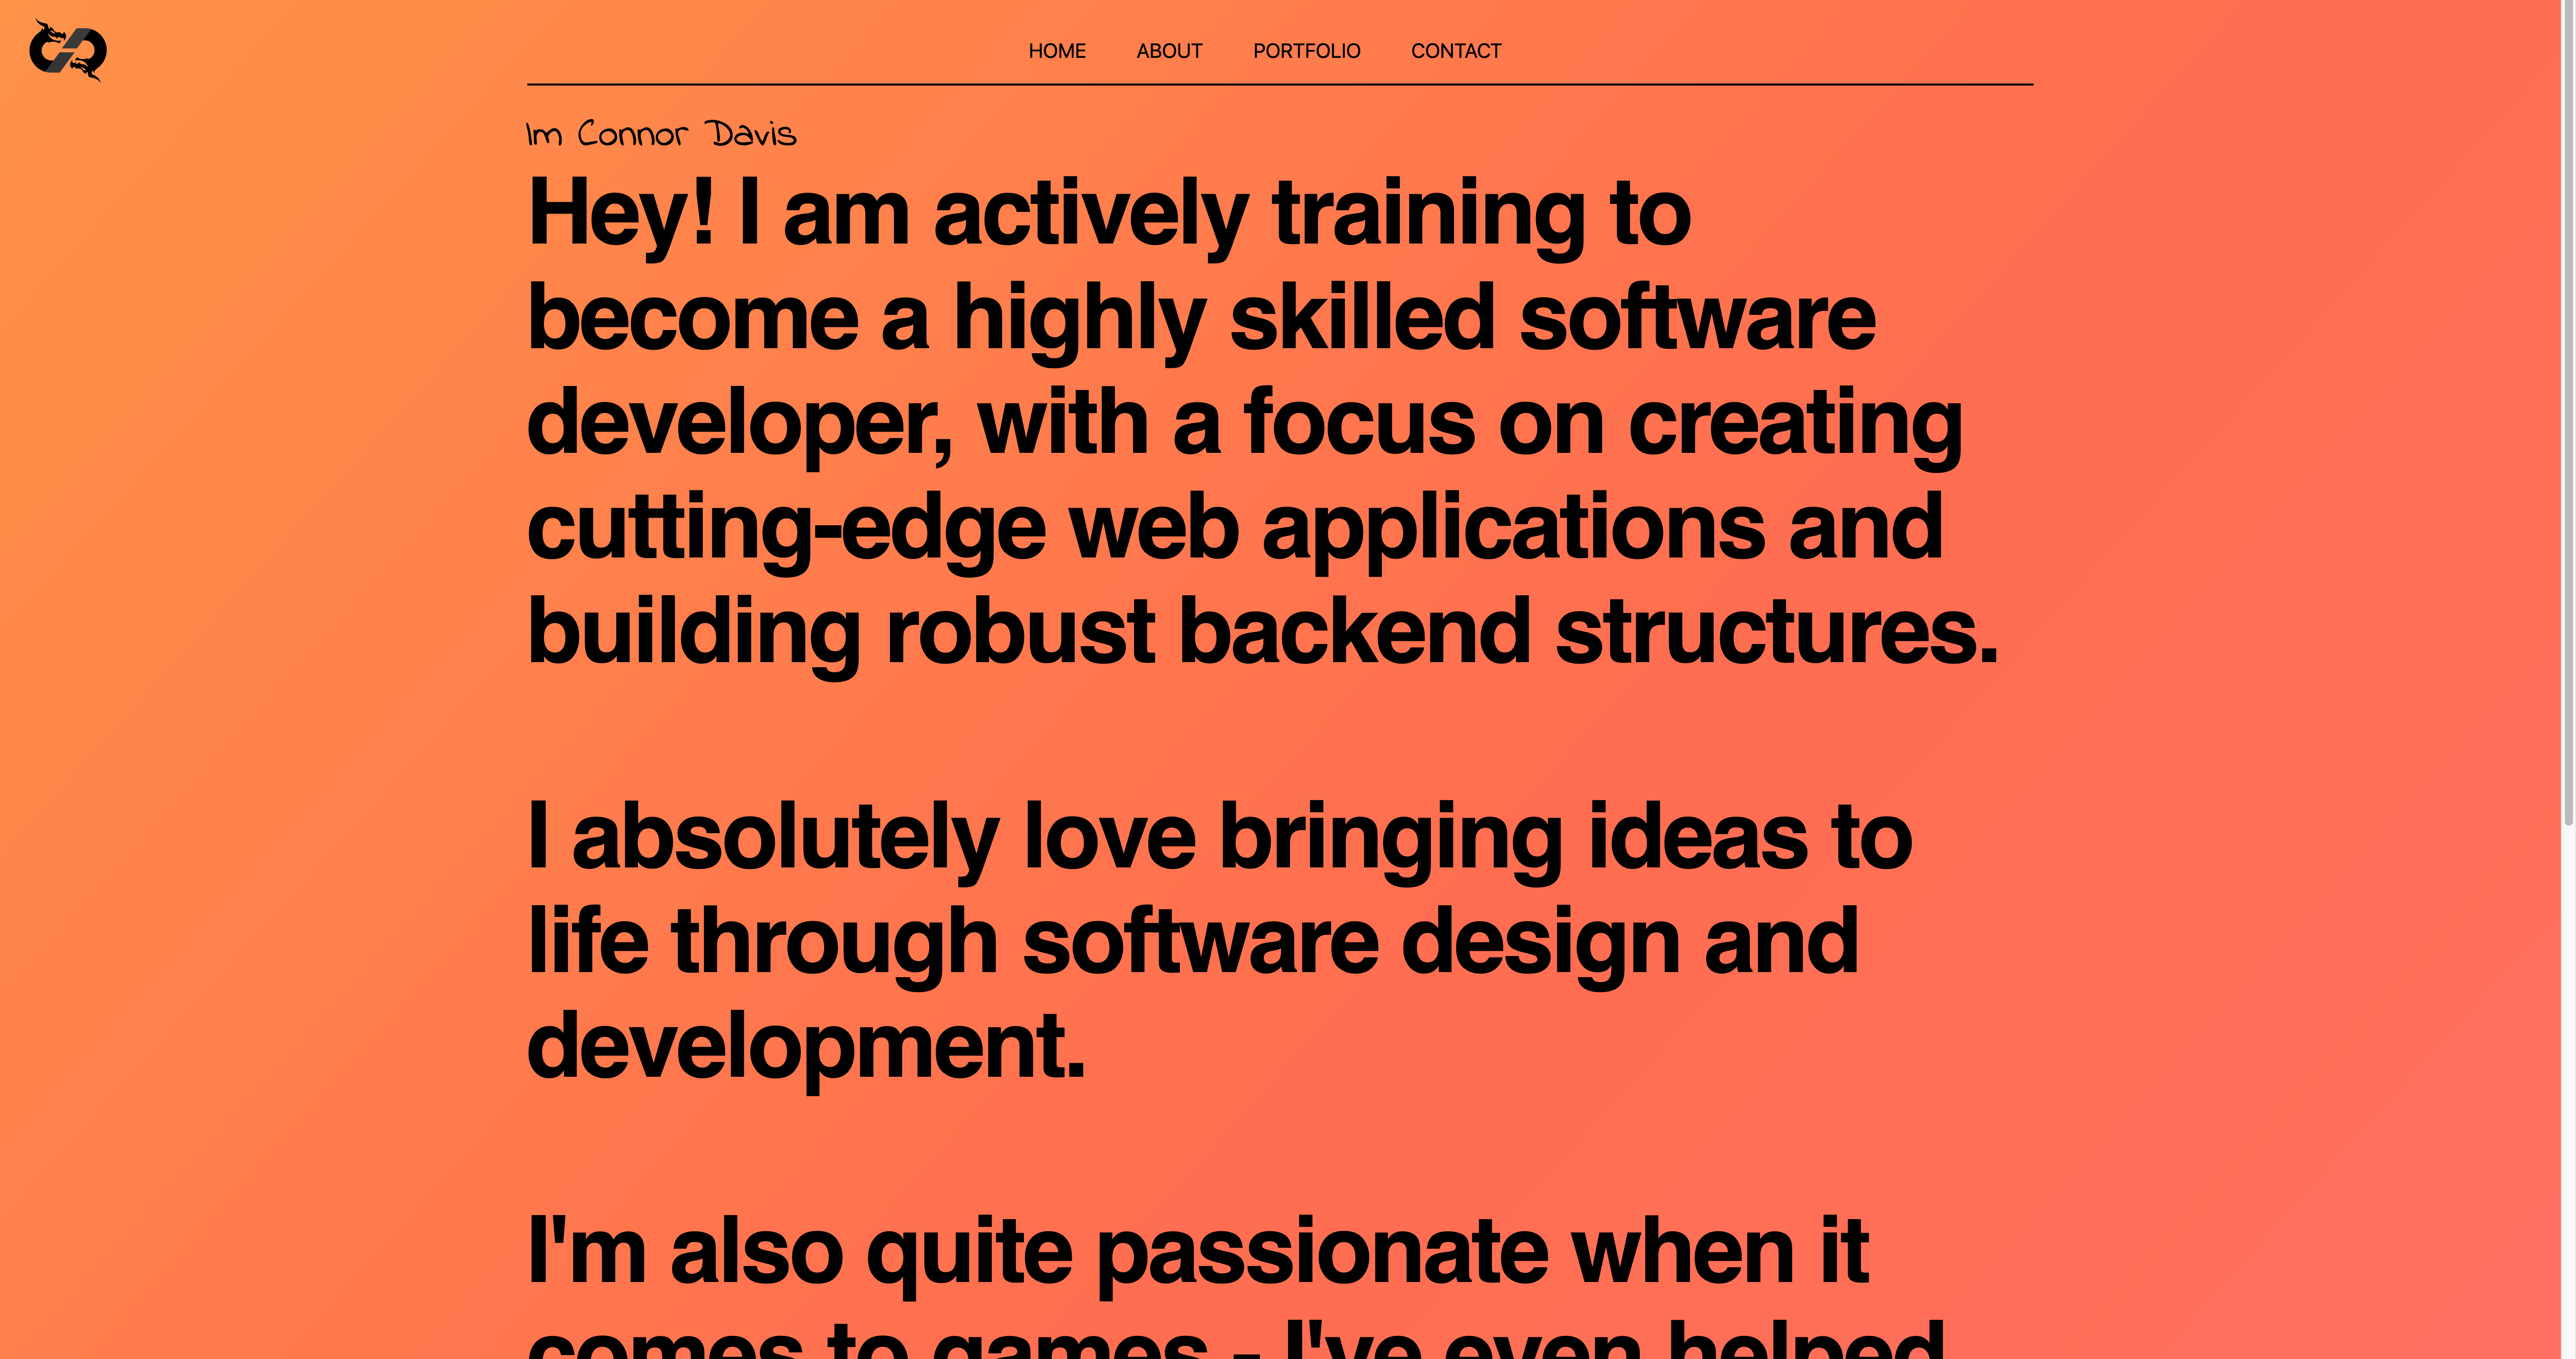 HOME ABOUT PORTFOLIO CONTACT
Im Connor Davis
Hey! I am actively training to
become a highly skilled software
developer, with a focus on creating
cutting-edge web applications and
building robust backend structures.
I absolutely love bringing ideas to
life through software design and
development.
I'm also quite passionate when it
comes to games - I've even helped